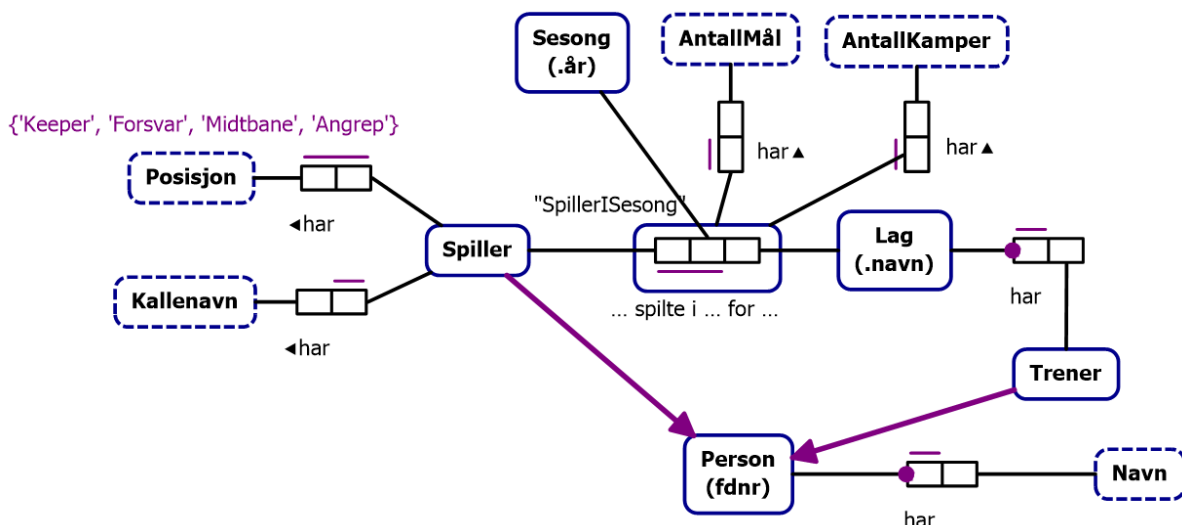 Sesong
(.år)
AntallMål
AntallKamper
{'Keeper', 'Forsvar', 'Midtbane', 'Angrep'}
har▲
har▲
Posisjon
"SpillerISesong"
◄har
Spiller
Lag
(.navn)
Kallenavn
... spilte i ... for ...
har
◄har
Trener
Person
(fdnr)
Navn
har